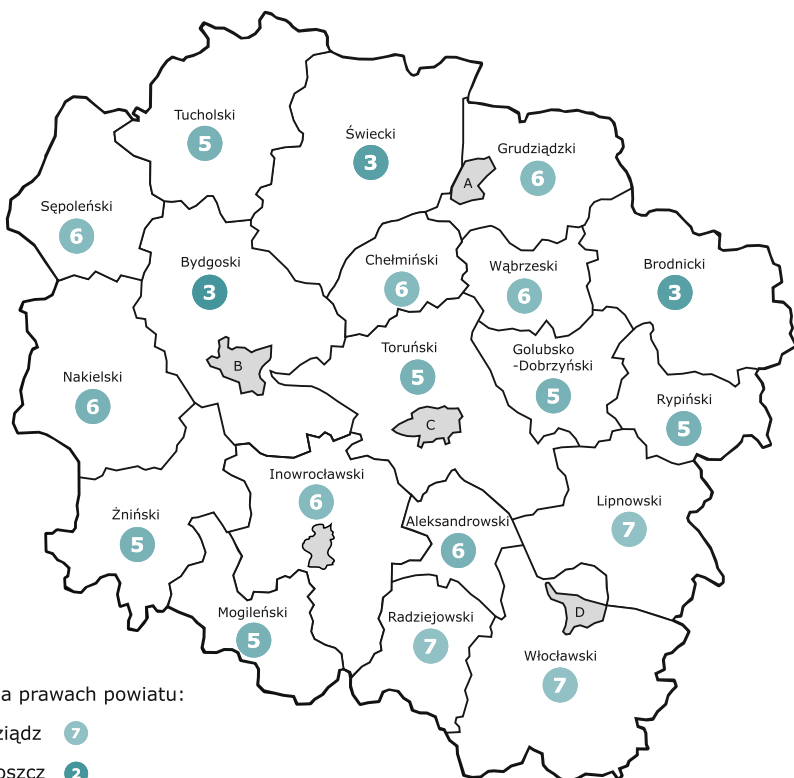 Tucholski
5
Świecki
3
Grudziądzki
6
A
Sępoleński
6
Bydgoski
3
Chełmiński
6
Wąbrzeski
6
Brodnicki
3
B
Nakielski
6
Toruński
5
C
Golubsko
-Dobrzyński
5
Rypiński
5
Inowrocławski
6
Żniński
5
Aleksandrowski
6
Lipnowski
7
Mogileński
5
Radziejowski
7
D
Włocławski
7
a prawach powiatu:
ziądz 7
oszcz 2